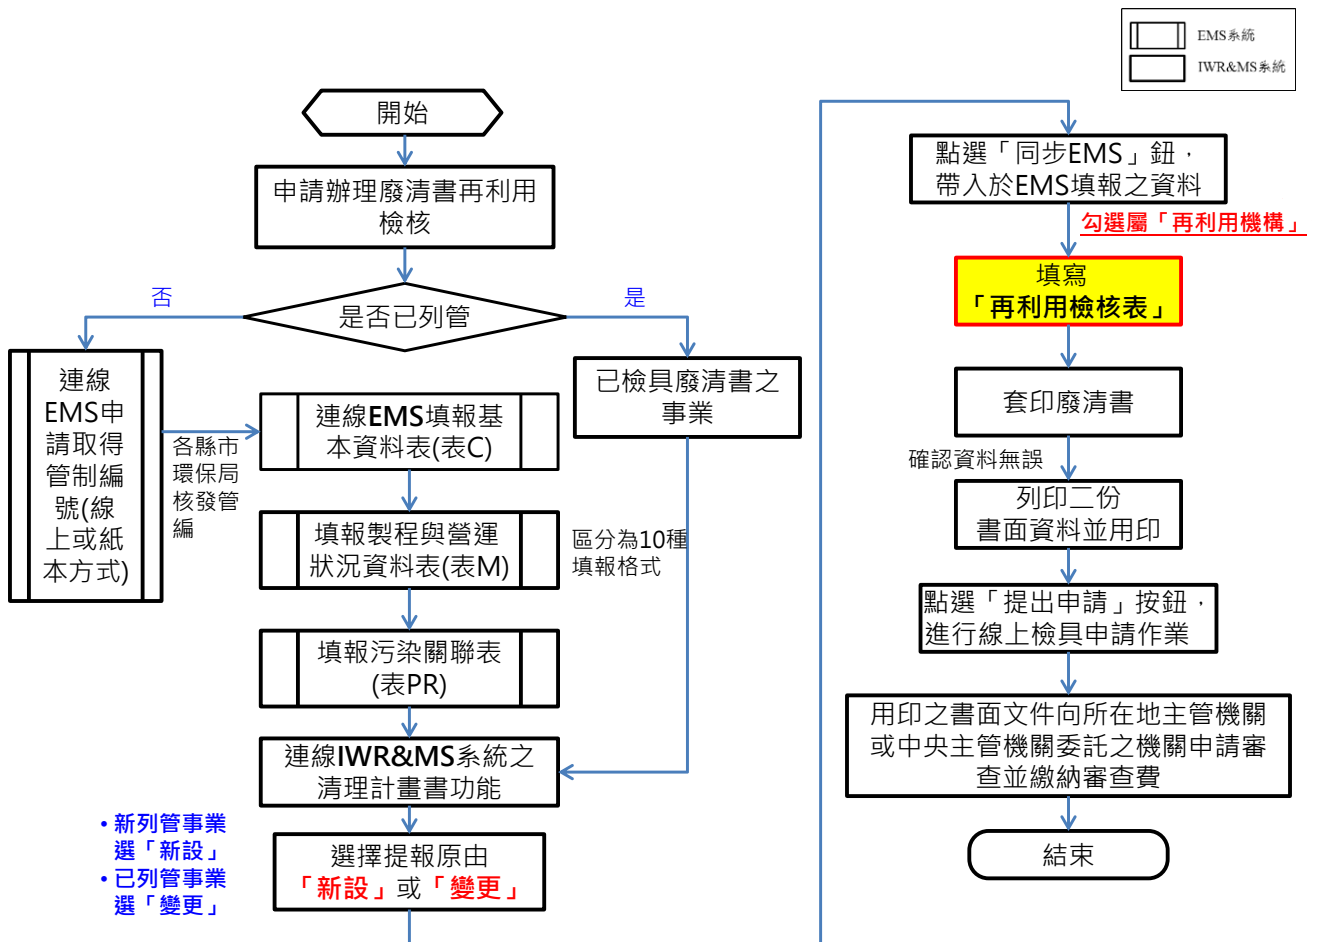 EMS系統
IWR&MS系統
開始
申請辦理廢清書再利用
檢核
是否已列管
否
是
連線
EMS申
請取得
管制編
號(線
上或紙
本方式)
各縣市
環保局
核發管
編
連線EMS填報基
本資料表(表C)
填報製程與營運
狀況資料表(表M)
區分為10種
填報格式
填報污染關聯表
(表PR)
已檢具廢清書之
事業
連線IWR&MS系統之
清理計畫書功能
• 新列管事業
選「新設」
• 已列管事業
選「變更」
選擇提報原由
「新設」或「變更」
點選「同步EMS」鈕，
帶入於EMS填報之資料
勾選屬「再利用機構」
填寫
「再利用檢核表」
套印廢清書
確認資料無誤
列印二份
書面資料並用印
點選「提出申請」按鈕，
進行線上檢具申請作業
用印之書面文件向所在地主管機關
或中央主管機關委託之機關申請審
查並繳納審查費
結束